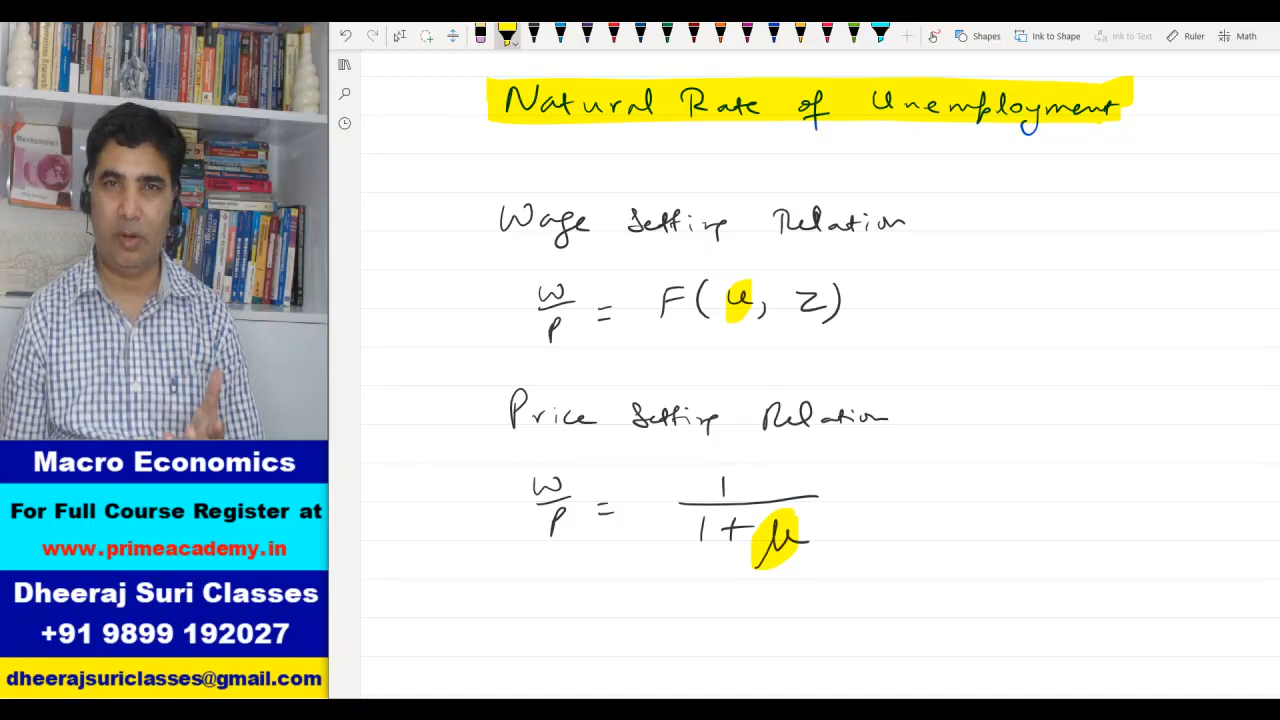 Shapes Ink to Shape Ink to Text Ruler Math
Natural Rate of Unemployment
Wage Setting Relation
W/P = F(u, z)
Price Setting Relation
W/P = 1/(1+μ)
Macro Economics
For Full Course Register at
www.primeacademy.in
Dheeraj Suri Classes
+91 9899 192027
dheerajsuriclasses@gmail.com